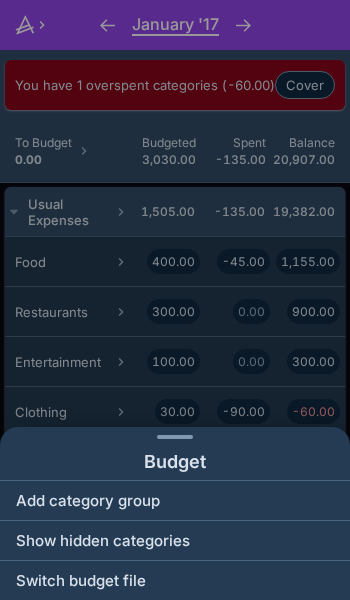 January '17
You have 1 overspent categories (-60.00) Cover
To Budget Budgeted Spent Balance
0.00 3,030.00 -135.00 20,907.00
Usual Expenses 1,505.00 -135.00 19,382.00
Food 400.00 -45.00 1,155.00
Restaurants 300.00 0.00 900.00
Entertainment 100.00 0.00 300.00
Clothing 30.00 -90.00 -60.00
Budget
Add category group
Show hidden categories
Switch budget file